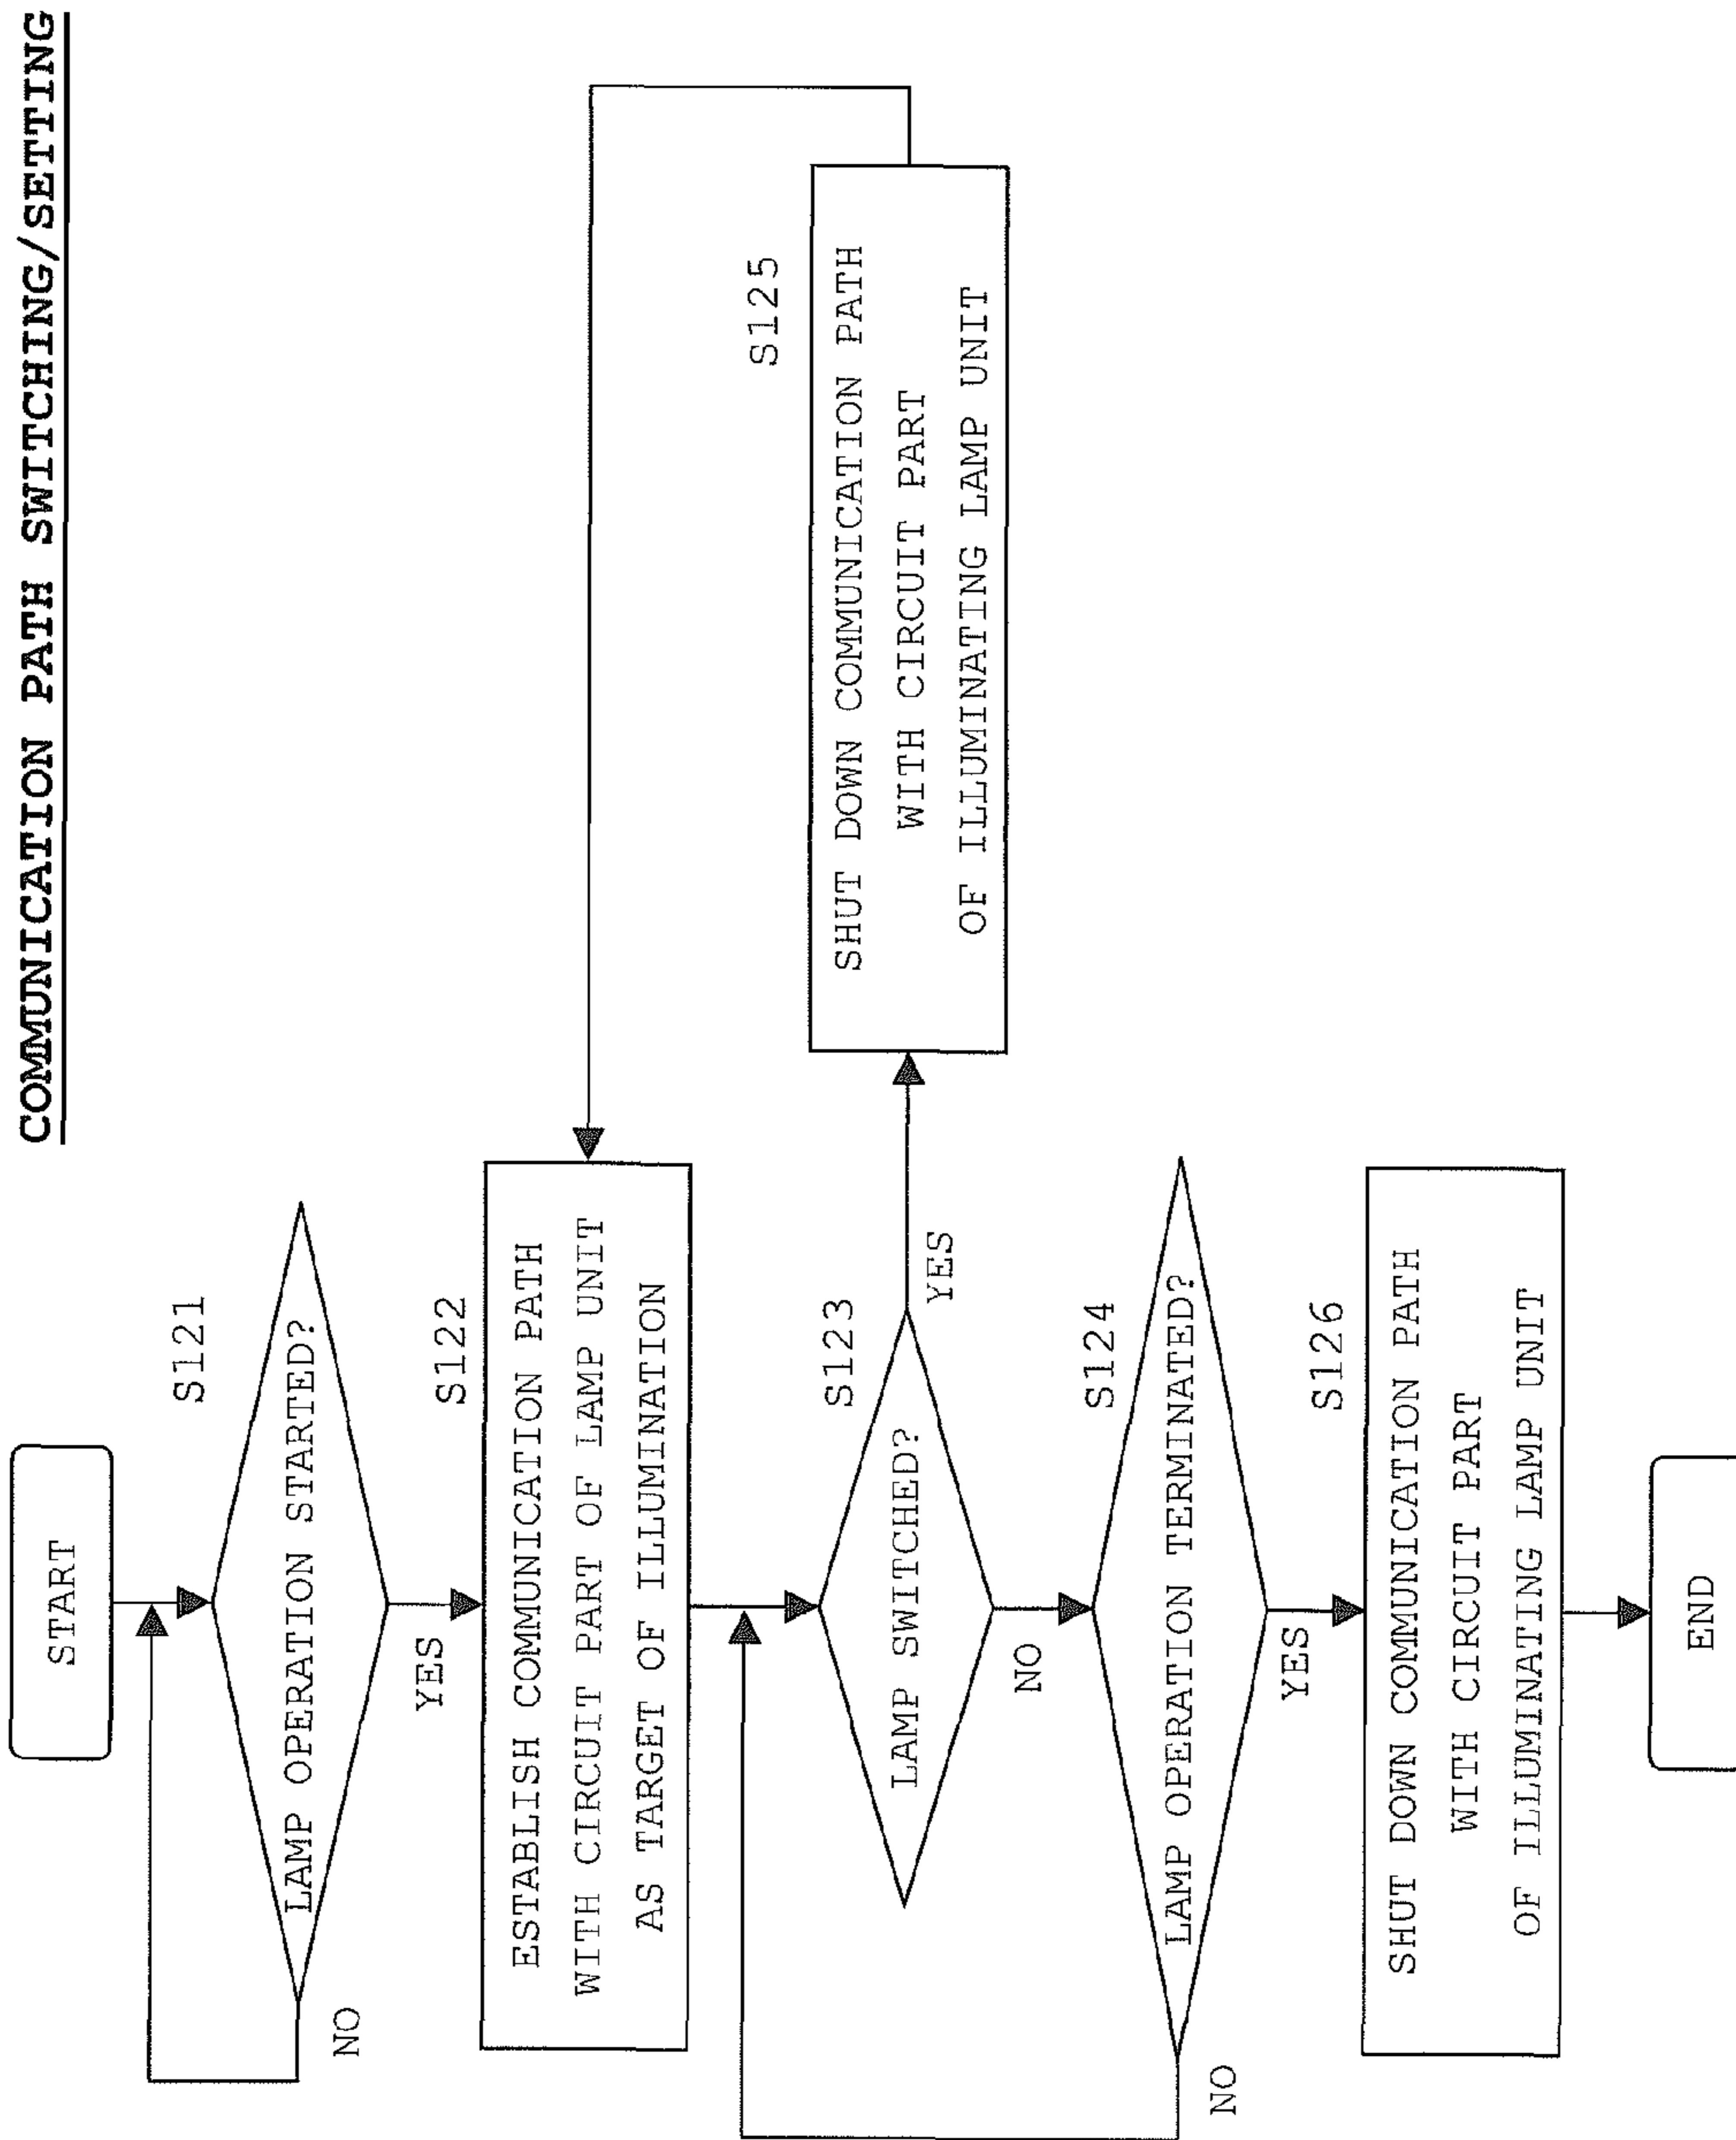 COMMUNICATION PATH SWITCHING/SETTING
START
S121
LAMP OPERATION STARTED?
NO
YES
S122
ESTABLISH COMMUNICATION PATH
WITH CIRCUIT PART OF LAMP UNIT
AS TARGET OF ILLUMINATION
S123
LAMP SWITCHED?
YES
NO
S125
SHUT DOWN COMMUNICATION PATH
WITH CIRCUIT PART
OF ILLUMINATING LAMP UNIT
S124
LAMP OPERATION TERMINATED?
NO
YES
S126
SHUT DOWN COMMUNICATION PATH
WITH CIRCUIT PART
OF ILLUMINATING LAMP UNIT
END